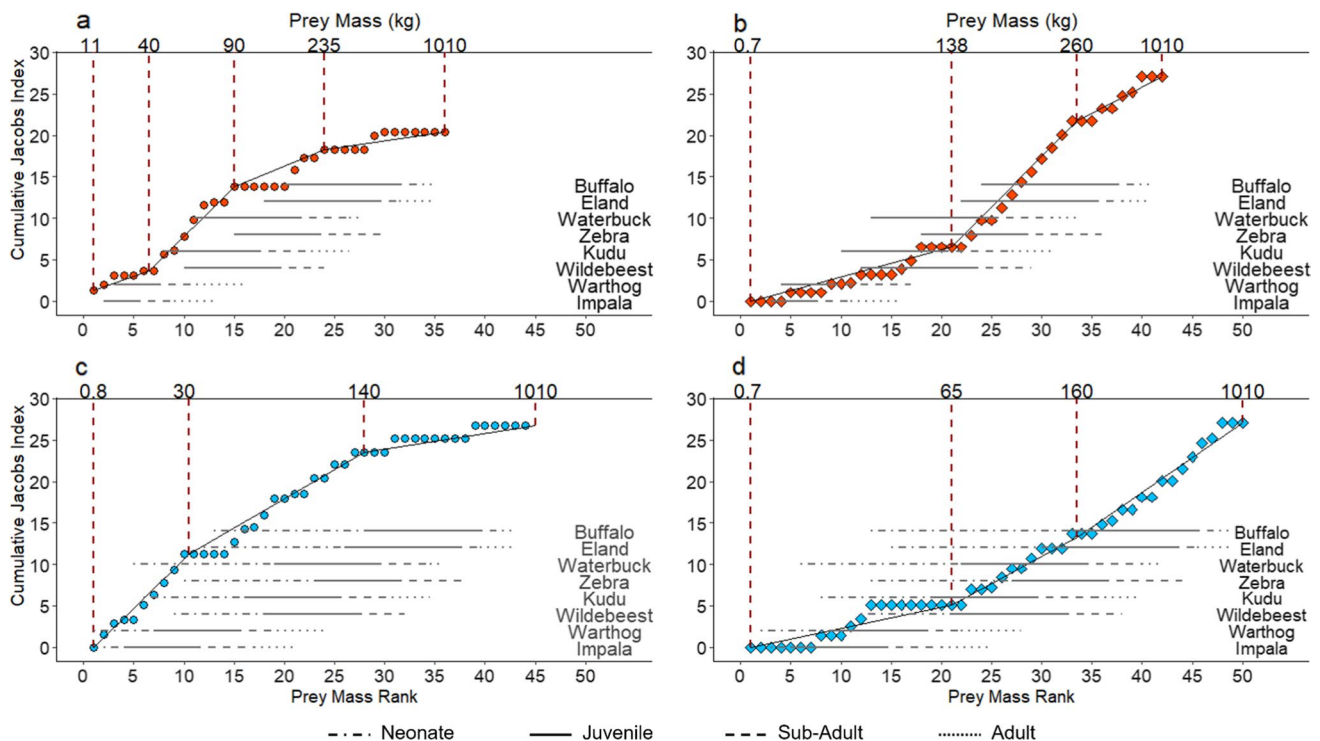 a
Prey Mass (kg)
11 40 90 235 1010
Cumulative Jacobs Index
30
25
20
15
10
5
0
Buffalo
Eland
Waterbuck
Zebra
Kudu
Wildebeest
Warthog
Impala
0 5 10 15 20 25 30 35 40 45 50
b
Prey Mass (kg)
0.7 138 260 1010
30
25
20
15
10
5
0
Buffalo
Eland
Waterbuck
Zebra
Kudu
Wildebeest
Warthog
Impala
0 5 10 15 20 25 30 35 40 45 50
c
0.8 30 140 1010
Cumulative Jacobs Index
30
25
20
15
10
5
0
Buffalo
Eland
Waterbuck
Zebra
Kudu
Wildebeest
Warthog
Impala
0 5 10 15 20 25 30 35 40 45 50
Prey Mass Rank
d
0.7 65 160 1010
30
25
20
15
10
5
0
Buffalo
Eland
Waterbuck
Zebra
Kudu
Wildebeest
Warthog
Impala
0 5 10 15 20 25 30 35 40 45 50
Prey Mass Rank
Neonate Juvenile Sub-Adult Adult